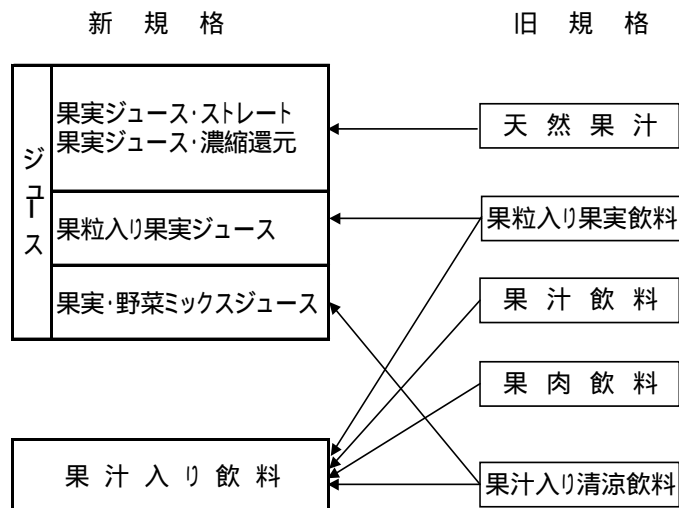 新規格
旧規格
ジュース
果実ジュース・ストレート
果実ジュース・濃縮還元
果粒入り果実ジュース
果実・野菜ミックスジュース
果汁入り飲料
天然果汁
果粒入り果実飲料
果汁飲料
果肉飲料
果汁入り清涼飲料